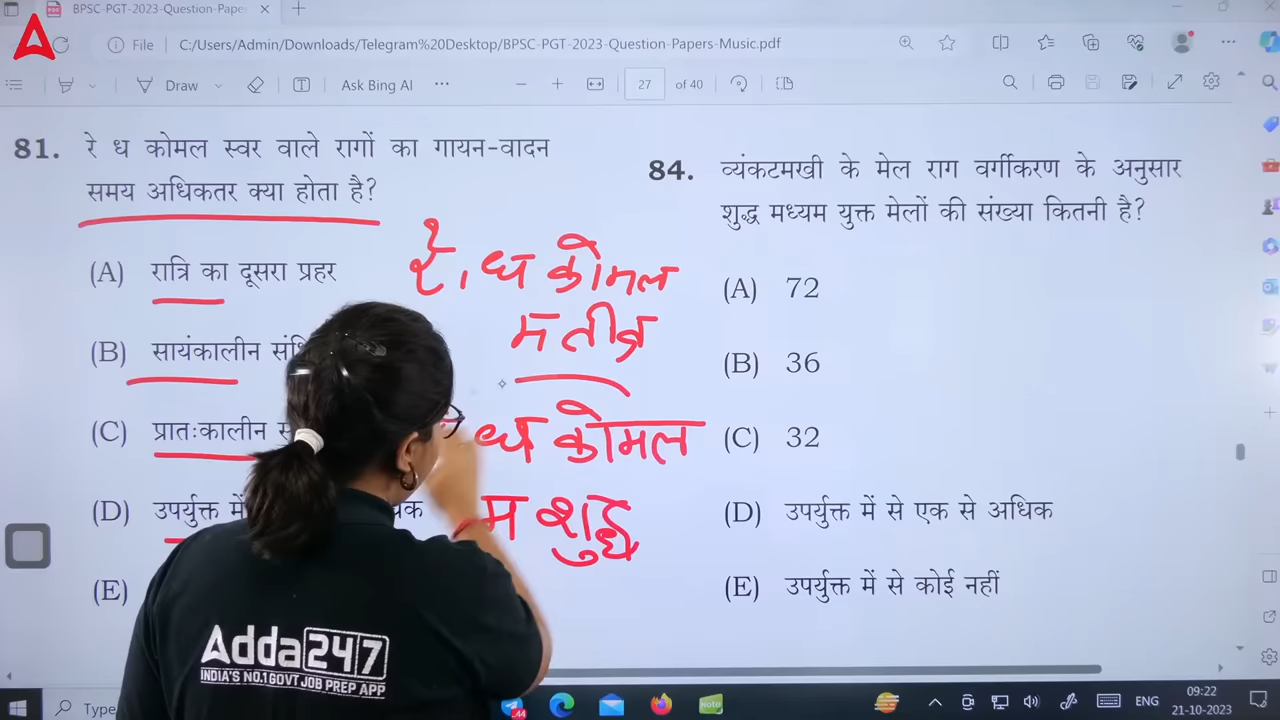 BPSC-PGT-2023-Question-Pape
File C:/Users/Admin/Downloads/Telegram%20Desktop/BPSC-PGT-2023-Question-Papers-Music.pdf
Draw Ask Bing AI 27 of 40
81. रे ध कोमल स्वर वाले रागों का गायन-वादन
समय अधिकतर क्या होता है?
(A) रात्रि का दूसरा प्रहर
(B) सायंकालीन
(C) प्रातःकालीन
(D) उपर्युक्त में
(E)
रे, ध कोमल
म तीव्र
ध कोमल
म शुद्ध
84. व्यंकटमखी के मेल राग वर्गीकरण के अनुसार
शुद्ध मध्यम युक्त मेलों की संख्या कितनी है?
(A) 72
(B) 36
(C) 32
(D) उपर्युक्त में से एक से अधिक
(E) उपर्युक्त में से कोई नहीं
Adda247
INDIA'S NO.1 GOVT JOB PREP APP
Type
ENG
09:22
21-10-2023